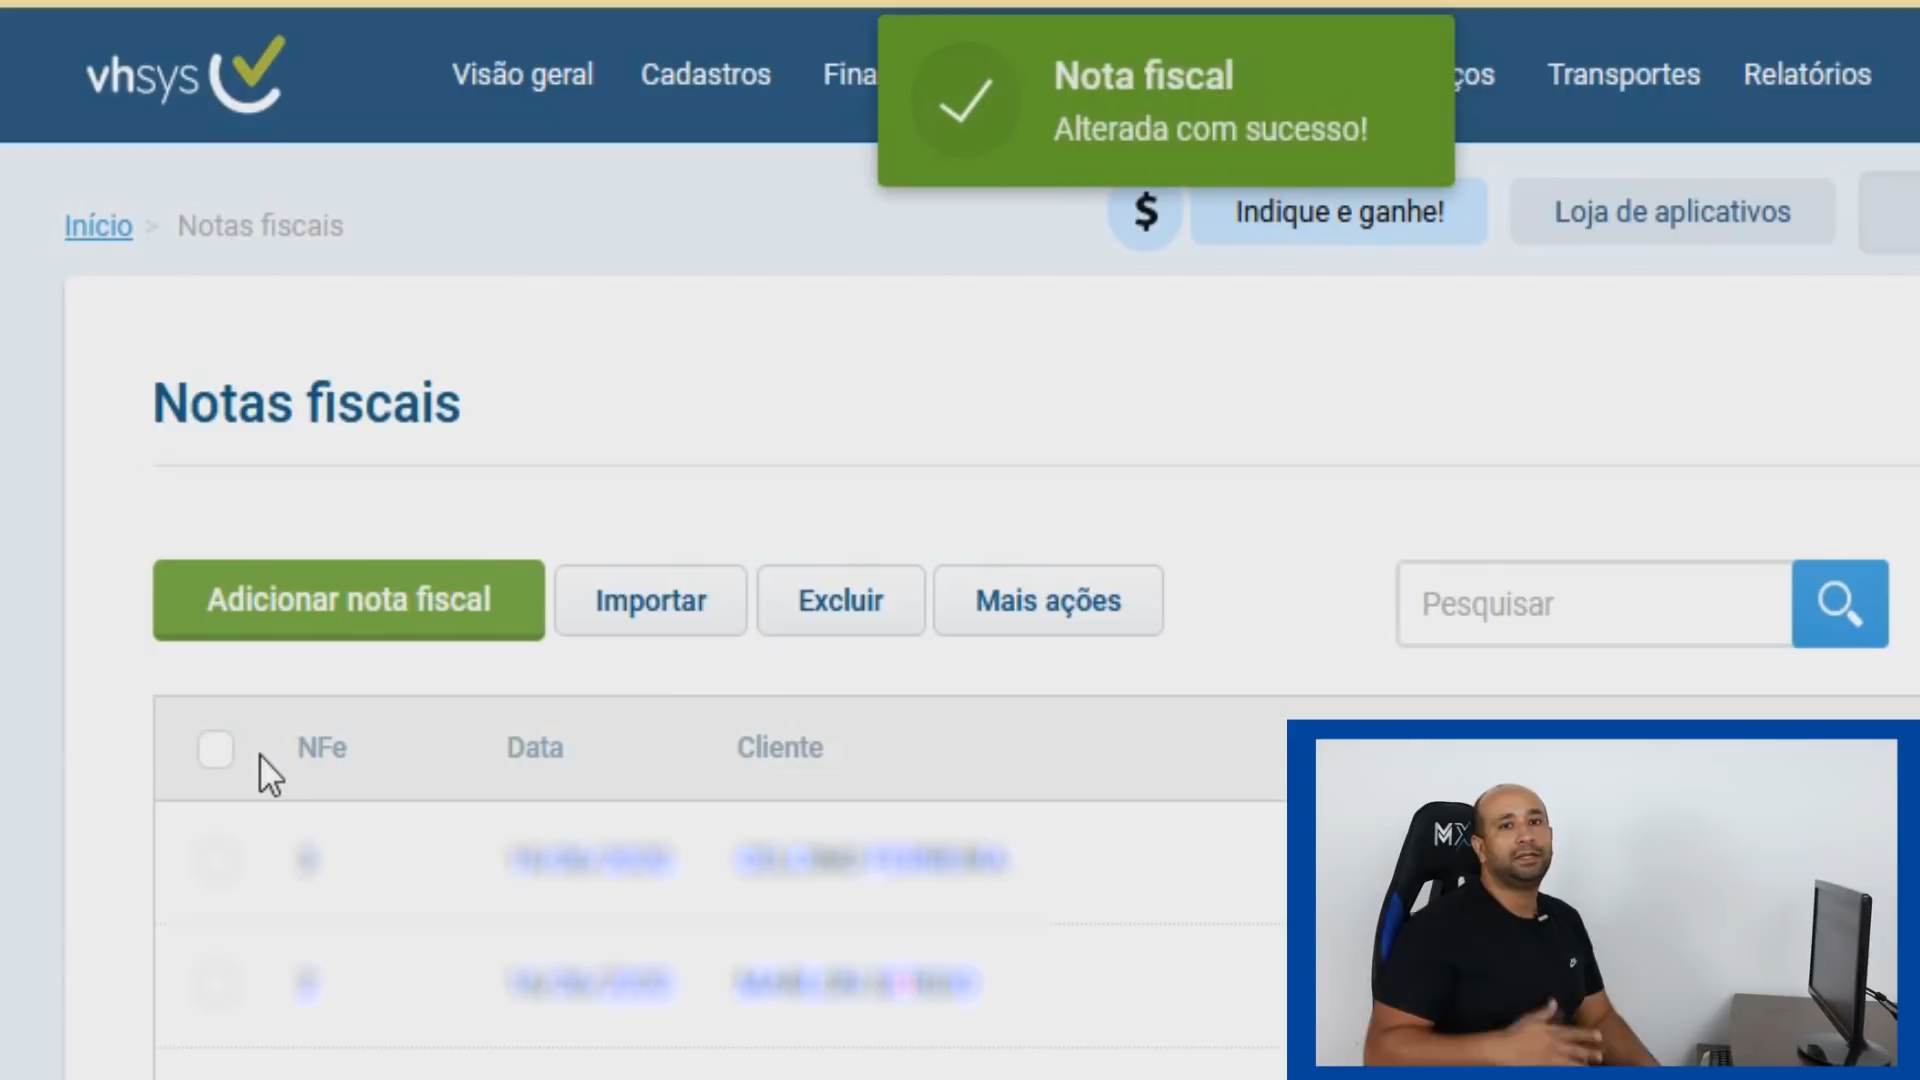 vhsys
Visão geral
Cadastros
Fina
ços
Transportes
Relatórios
Nota fiscal
Alterada com sucesso!
Início > Notas fiscais
$
Indique e ganhe!
Loja de aplicativos
Notas fiscais
Adicionar nota fiscal
Importar
Excluir
Mais ações
Pesquisar
NFe
Data
Cliente
MX